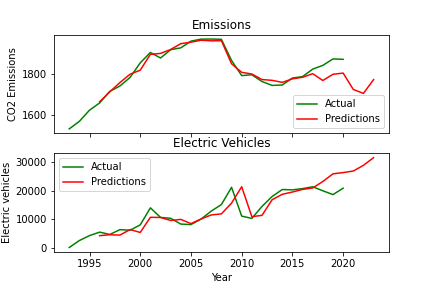 Emissions
CO2 Emissions
1800
1600
Actual
Predictions
Electric Vehicles
Electric vehicles
30000
20000
10000
0
Actual
Predictions
1995
2000
2005
2010
2015
2020
Year